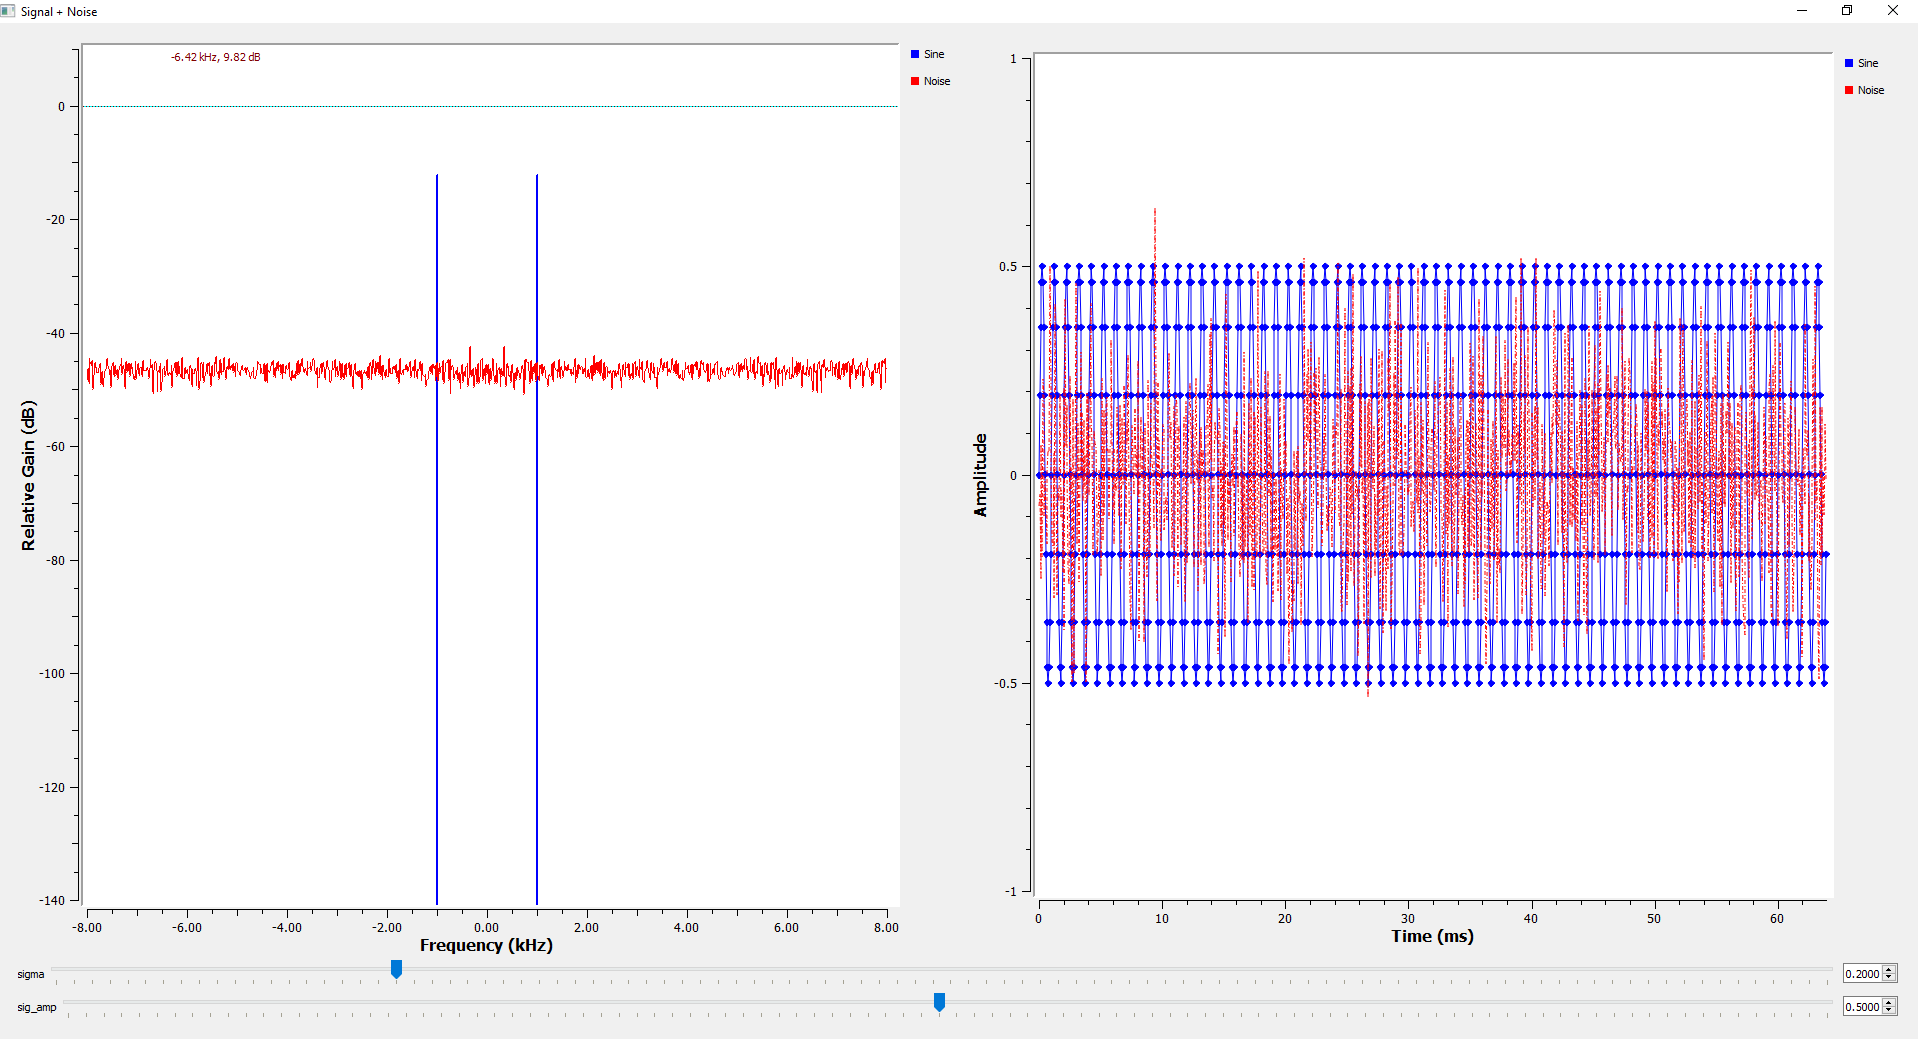 Signal + Noise
-6.42 kHz, 9.82 dB
Sine
Noise
0
-20
-40
-60
-80
-100
-120
-140
Relative Gain (dB)
-8.00 -6.00 -4.00 -2.00 0.00 2.00 4.00 6.00 8.00
Frequency (kHz)
Sine
Noise
1
0.5
0
-0.5
-1
Amplitude
0 10 20 30 40 50 60
Time (ms)
sigma 0.2000
sig_amp 0.5000